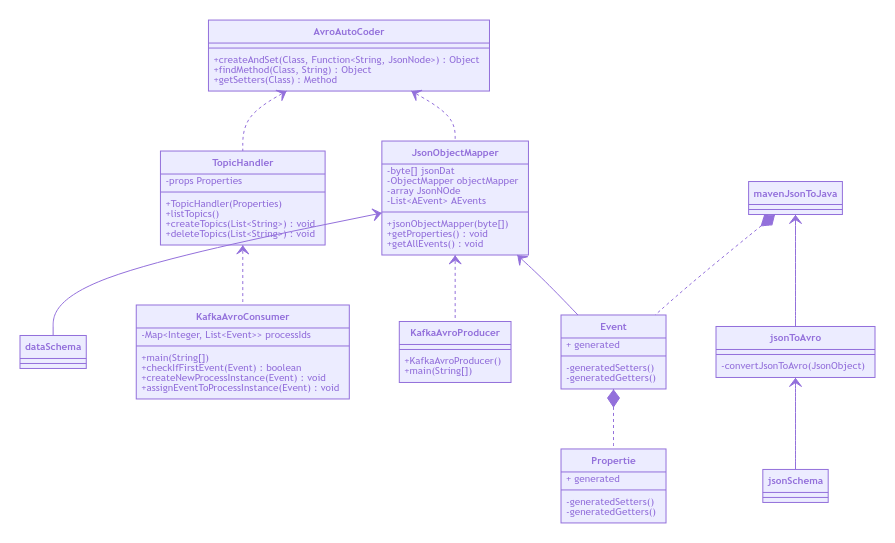 AvroAutoCoder
+createAndSet(Class, Function<String, JsonNode>) : Object
+findMethod(Class, String) : Object
+getSetters(Class) : Method
TopicHandler
-props Properties
+TopicHandler(Properties)
+listTopics()
+createTopics(List<String>) : void
+deleteTopics(List<String>) : void
JsonObjectMapper
-byte[] jsonDat
-ObjectMapper objectMapper
-array JsonNOde
-List<AEvent> AEvents
+jsonObjectMapper(byte[])
+getProperties() : void
+getAllEvents() : void
mavenJsonToJava
dataSchema
KafkaAvroConsumer
-Map<Integer, List<Event>> processIds
+main(String[])
+checkIfFirstEvent(Event) : boolean
+createNewProcessInstance(Event) : void
+assignEventToProcessInstance(Event) : void
KafkaAvroProducer
+KafkaAvroProducer()
+main(String[])
Event
+ generated
-generatedSetters()
-generatedGetters()
jsonToAvro
-convertJsonToAvro(JsonObject)
Propertie
+ generated
-generatedSetters()
-generatedGetters()
jsonSchema